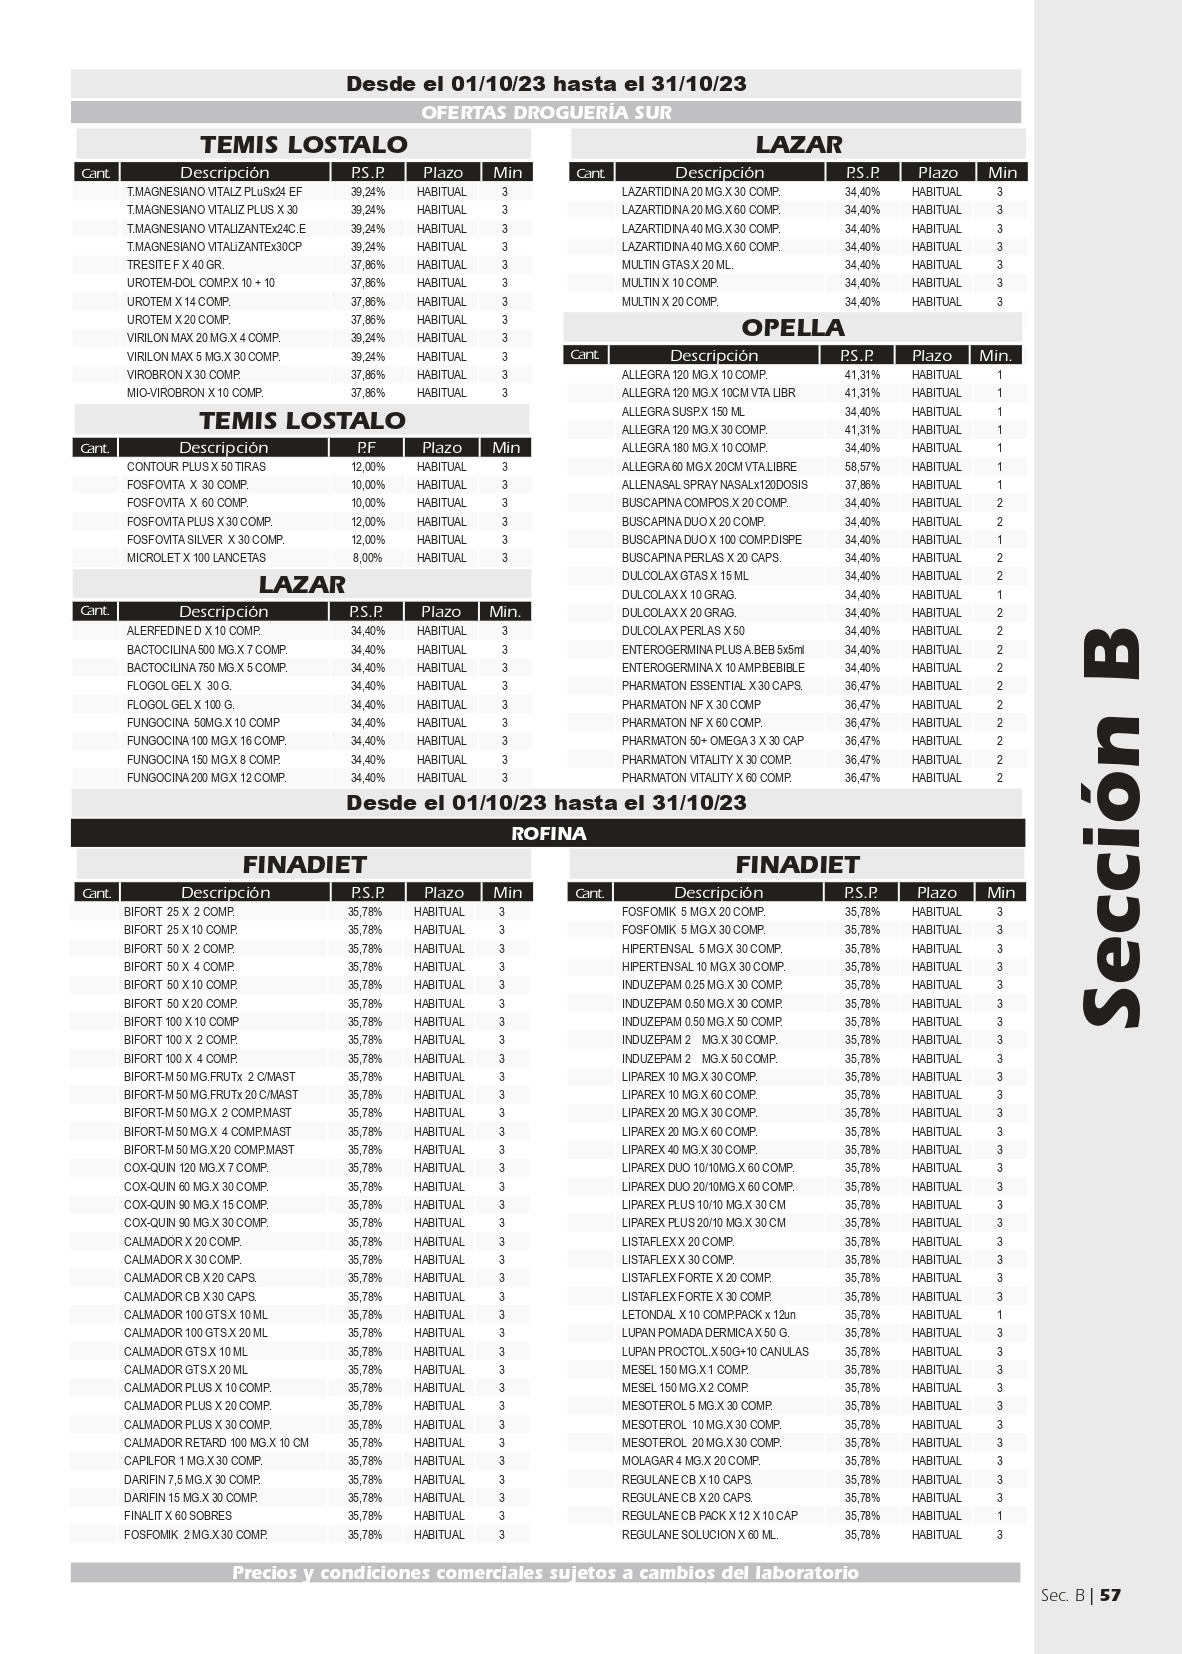 Desde el 01/10/23 hasta el 31/10/23
OFERTAS DROGUERÍA SUR
TEMIS LOSTALO
Cant. Descripción P.S.P. Plazo Min
T.MAGNESIANO VITALZ PLuSx24 EF 39,24% HABITUAL 3
T.MAGNESIANO VITALIZ PLUS X 30 39,24% HABITUAL 3
T.MAGNESIANO VITALIZANTEx24C.E 39,24% HABITUAL 3
T.MAGNESIANO VITALiZANTEx30CP 39,24% HABITUAL 3
TRESITE F X 40 GR. 37,86% HABITUAL 3
UROTEM-DOL COMP.X 10 + 10 37,86% HABITUAL 3
UROTEM X 14 COMP. 37,86% HABITUAL 3
UROTEM X 20 COMP. 37,86% HABITUAL 3
VIRILON MAX 20 MG.X 4 COMP. 39,24% HABITUAL 3
VIRILON MAX 5 MG.X 30 COMP. 39,24% HABITUAL 3
VIROBRON X 30 COMP. 37,86% HABITUAL 3
MIO-VIROBRON X 10 COMP. 37,86% HABITUAL 3
TEMIS LOSTALO
Cant. Descripción P.F Plazo Min
CONTOUR PLUS X 50 TIRAS 12,00% HABITUAL 3
FOSFOVITA X 30 COMP. 10,00% HABITUAL 3
FOSFOVITA X 60 COMP. 10,00% HABITUAL 3
FOSFOVITA PLUS X 30 COMP. 12,00% HABITUAL 3
FOSFOVITA SILVER X 30 COMP. 12,00% HABITUAL 3
MICROLET X 100 LANCETAS 8,00% HABITUAL 3
LAZAR
Cant. Descripción P.S.P. Plazo Min.
ALERFEDINE D X 10 COMP. 34,40% HABITUAL 3
BACTOCILINA 500 MG.X 7 COMP. 34,40% HABITUAL 3
BACTOCILINA 750 MG.X 5 COMP. 34,40% HABITUAL 3
FLOGOL GEL X 30 G. 34,40% HABITUAL 3
FLOGOL GEL X 100 G. 34,40% HABITUAL 3
FUNGOCINA 50MG.X 10 COMP 34,40% HABITUAL 3
FUNGOCINA 100 MG.X 16 COMP. 34,40% HABITUAL 3
FUNGOCINA 150 MG.X 8 COMP. 34,40% HABITUAL 3
FUNGOCINA 200 MG.X 12 COMP. 34,40% HABITUAL 3
LAZAR
Cant. Descripción P.S.P. Plazo Min
LAZARTIDINA 20 MG.X 30 COMP. 34,40% HABITUAL 3
LAZARTIDINA 20 MG.X 60 COMP. 34,40% HABITUAL 3
LAZARTIDINA 40 MG.X 30 COMP. 34,40% HABITUAL 3
LAZARTIDINA 40 MG.X 60 COMP. 34,40% HABITUAL 3
MULTIN GTAS.X 20 ML. 34,40% HABITUAL 3
MULTIN X 10 COMP. 34,40% HABITUAL 3
MULTIN X 20 COMP. 34,40% HABITUAL 3
OPELLA
Cant. Descripción P.S.P. Plazo Min.
ALLEGRA 120 MG.X 10 COMP. 41,31% HABITUAL 1
ALLEGRA 120 MG.X 10CM VTA LIBR 41,31% HABITUAL 1
ALLEGRA SUSP.X 150 ML 34,40% HABITUAL 1
ALLEGRA 120 MG.X 30 COMP. 41,31% HABITUAL 1
ALLEGRA 180 MG.X 10 COMP. 34,40% HABITUAL 1
ALLEGRA 60 MG.X 20CM VTA.LIBRE 58,57% HABITUAL 1
ALLENASAL SPRAY NASALx120DOSIS 37,86% HABITUAL 1
BUSCAPINA COMPOS.X 20 COMP. 34,40% HABITUAL 2
BUSCAPINA DUO X 20 COMP. 34,40% HABITUAL 2
BUSCAPINA DUO X 100 COMP.DISPE 34,40% HABITUAL 1
BUSCAPINA PERLAS X 20 CAPS. 34,40% HABITUAL 2
DULCOLAX GTAS X 15 ML 34,40% HABITUAL 2
DULCOLAX X 10 GRAG. 34,40% HABITUAL 1
DULCOLAX X 20 GRAG. 34,40% HABITUAL 2
DULCOLAX PERLAS X 50 34,40% HABITUAL 2
ENTEROGERMINA PLUS A.BEB 5x5ml 34,40% HABITUAL 2
ENTEROGERMINA X 10 AMP.BEBIBLE 34,40% HABITUAL 2
PHARMATON ESSENTIAL X 30 CAPS. 36,47% HABITUAL 2
PHARMATON NF X 30 COMP 36,47% HABITUAL 2
PHARMATON NF X 60 COMP. 36,47% HABITUAL 2
PHARMATON 50+ OMEGA 3 X 30 CAP 36,47% HABITUAL 2
PHARMATON VITALITY X 30 COMP. 36,47% HABITUAL 2
PHARMATON VITALITY X 60 COMP. 36,47% HABITUAL 2
Desde el 01/10/23 hasta el 31/10/23
ROFINA
FINADIET
Cant. Descripción P.S.P. Plazo Min
BIFORT 25 X 2 COMP. 35,78% HABITUAL 3
BIFORT 25 X 10 COMP. 35,78% HABITUAL 3
BIFORT 50 X 2 COMP. 35,78% HABITUAL 3
BIFORT 50 X 4 COMP. 35,78% HABITUAL 3
BIFORT 50 X 10 COMP. 35,78% HABITUAL 3
BIFORT 50 X 20 COMP. 35,78% HABITUAL 3
BIFORT 100 X 10 COMP 35,78% HABITUAL 3
BIFORT 100 X 2 COMP. 35,78% HABITUAL 3
BIFORT 100 X 4 COMP. 35,78% HABITUAL 3
BIFORT-M 50 MG.FRUTx 2 C/MAST 35,78% HABITUAL 3
BIFORT-M 50 MG.FRUTx 20 C/MAST 35,78% HABITUAL 3
BIFORT-M 50 MG.X 2 COMP.MAST 35,78% HABITUAL 3
BIFORT-M 50 MG.X 4 COMP.MAST 35,78% HABITUAL 3
BIFORT-M 50 MG.X 20 COMP.MAST 35,78% HABITUAL 3
COX-QUIN 120 MG.X 7 COMP. 35,78% HABITUAL 3
COX-QUIN 60 MG.X 30 COMP. 35,78% HABITUAL 3
COX-QUIN 90 MG.X 15 COMP. 35,78% HABITUAL 3
COX-QUIN 90 MG.X 30 COMP. 35,78% HABITUAL 3
CALMADOR X 20 COMP. 35,78% HABITUAL 3
CALMADOR X 30 COMP. 35,78% HABITUAL 3
CALMADOR CB X 20 CAPS. 35,78% HABITUAL 3
CALMADOR CB X 30 CAPS. 35,78% HABITUAL 3
CALMADOR 100 GTS.X 10 ML 35,78% HABITUAL 3
CALMADOR 100 GTS.X 20 ML 35,78% HABITUAL 3
CALMADOR GTS.X 10 ML 35,78% HABITUAL 3
CALMADOR GTS.X 20 ML 35,78% HABITUAL 3
CALMADOR PLUS X 10 COMP. 35,78% HABITUAL 3
CALMADOR PLUS X 20 COMP. 35,78% HABITUAL 3
CALMADOR PLUS X 30 COMP. 35,78% HABITUAL 3
CALMADOR RETARD 100 MG.X 10 CM 35,78% HABITUAL 3
CAPILFOR 1 MG.X 30 COMP. 35,78% HABITUAL 3
DARIFIN 7,5 MG.X 30 COMP. 35,78% HABITUAL 3
DARIFIN 15 MG.X 30 COMP. 35,78% HABITUAL 3
FINALIT X 60 SOBRES 35,78% HABITUAL 3
FOSFOMIK 2 MG.X 30 COMP. 35,78% HABITUAL 3
FINADIET
Cant. Descripción P.S.P. Plazo Min
FOSFOMIK 5 MG.X 20 COMP. 35,78% HABITUAL 3
FOSFOMIK 5 MG.X 30 COMP. 35,78% HABITUAL 3
HIPERTENSAL 5 MG.X 30 COMP. 35,78% HABITUAL 3
HIPERTENSAL 10 MG.X 30 COMP. 35,78% HABITUAL 3
INDUZEPAM 0.25 MG.X 30 COMP. 35,78% HABITUAL 3
INDUZEPAM 0.50 MG.X 30 COMP. 35,78% HABITUAL 3
INDUZEPAM 0.50 MG.X 50 COMP. 35,78% HABITUAL 3
INDUZEPAM 2 MG.X 30 COMP. 35,78% HABITUAL 3
INDUZEPAM 2 MG.X 50 COMP. 35,78% HABITUAL 3
LIPAREX 10 MG.X 30 COMP. 35,78% HABITUAL 3
LIPAREX 10 MG.X 60 COMP. 35,78% HABITUAL 3
LIPAREX 20 MG.X 30 COMP. 35,78% HABITUAL 3
LIPAREX 20 MG.X 60 COMP. 35,78% HABITUAL 3
LIPAREX 40 MG.X 30 COMP. 35,78% HABITUAL 3
LIPAREX DUO 10/10MG.X 60 COMP. 35,78% HABITUAL 3
LIPAREX DUO 20/10MG.X 60 COMP. 35,78% HABITUAL 3
LIPAREX PLUS 10/10 MG.X 30 CM 35,78% HABITUAL 3
LIPAREX PLUS 20/10 MG.X 30 CM 35,78% HABITUAL 3
LISTAFLEX X 20 COMP. 35,78% HABITUAL 3
LISTAFLEX X 30 COMP. 35,78% HABITUAL 3
LISTAFLEX FORTE X 20 COMP. 35,78% HABITUAL 3
LISTAFLEX FORTE X 30 COMP. 35,78% HABITUAL 3
LETONDAL X 10 COMP.PACK x 12un 35,78% HABITUAL 1
LUPAN POMADA DERMICA X 50 G. 35,78% HABITUAL 3
LUPAN PROCTOL.X 50G+10 CANULAS 35,78% HABITUAL 3
MESEL 150 MG.X 1 COMP. 35,78% HABITUAL 3
MESEL 150 MG.X 2 COMP. 35,78% HABITUAL 3
MESOTEROL 5 MG.X 30 COMP. 35,78% HABITUAL 3
MESOTEROL 10 MG.X 30 COMP. 35,78% HABITUAL 3
MESOTEROL 20 MG.X 30 COMP. 35,78% HABITUAL 3
MOLAGAR 4 MG.X 20 COMP. 35,78% HABITUAL 3
REGULANE CB X 10 CAPS. 35,78% HABITUAL 3
REGULANE CB X 20 CAPS. 35,78% HABITUAL 3
REGULANE CB PACK X 12 X 10 CAP 35,78% HABITUAL 1
REGULANE SOLUCION X 60 ML. 35,78% HABITUAL 3
Precios y condiciones comerciales sujetos a cambios del laboratorio
Sección B
Sec. B | 57